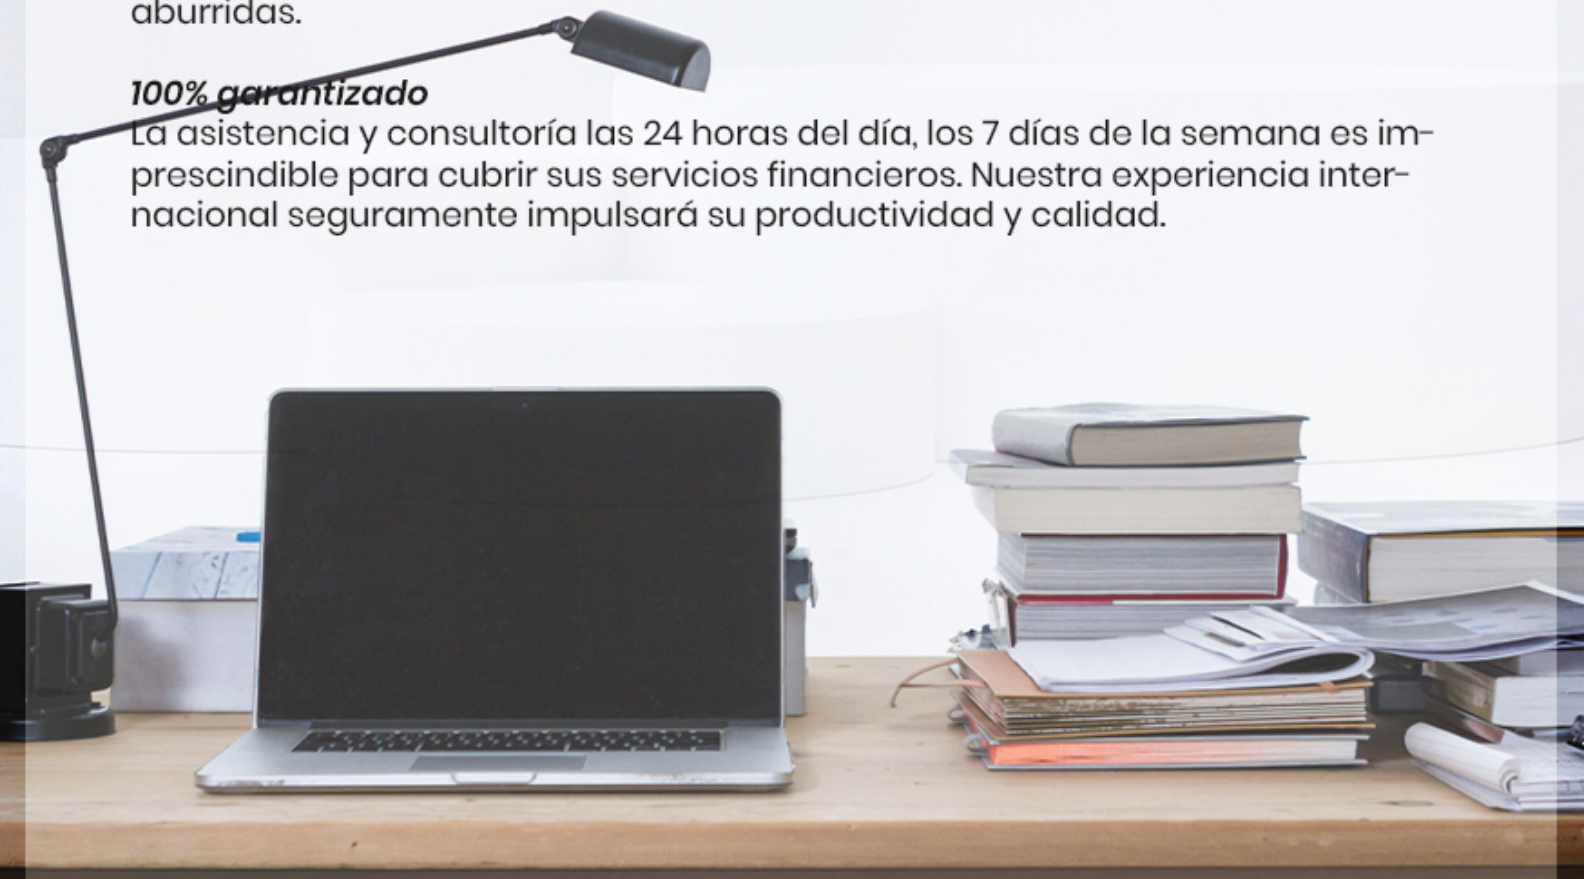 aburridas.
100% garantizado
La asistencia y consultoría las 24 horas del día, los 7 días de la semana es im-
prescindible para cubrir sus servicios financieros. Nuestra experiencia inter-
nacional seguramente impulsará su productividad y calidad.